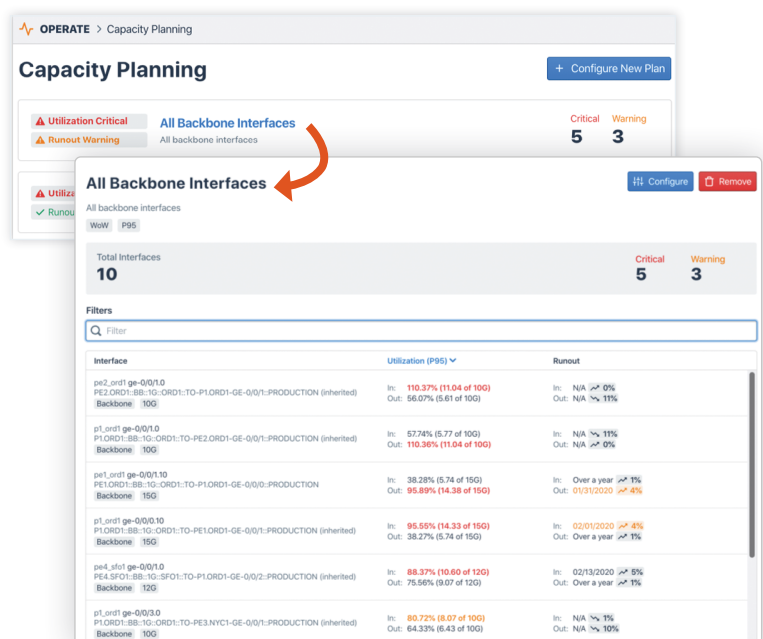 OPERATE > Capacity Planning
Capacity Planning
+ Configure New Plan
Utilization Critical
Runout Warning
All Backbone Interfaces
All backbone interfaces
Critical Warning
5 3
Utiliza
Runou
All Backbone Interfaces
Configure
Remove
All backbone interfaces
WoW P95
Total Interfaces
10
Critical Warning
5 3
Filters
Filter
Interface Utilization (P95) Runout
pe2_ord1 ge-0/0/1.0
PE2.ORD1::BB::1G::ORD1::TO-P1.ORD1-GE-0/0/1::PRODUCTION (inherited)
Backbone 10G
In: 110.37% (11.04 of 10G)
Out: 56.07% (5.61 of 10G)
In: N/A 0%
Out: N/A 11%
p1_ord1 ge-0/0/1.0
P1.ORD1::BB::1G::ORD1::TO-PE2.ORD1-GE-0/0/1::PRODUCTION (inherited)
Backbone 10G
In: 57.74% (5.77 of 10G)
Out: 110.36% (11.04 of 10G)
In: N/A 11%
Out: N/A 0%
pe1_ord1 ge-0/0/1.10
PE1.ORD1::BB::1G::ORD1::TO-P1.ORD1-GE-0/0/0::PRODUCTION
Backbone 15G
In: 38.28% (5.74 of 15G)
Out: 95.89% (14.38 of 15G)
In: Over a year 1%
Out: 01/31/2020 4%
p1_ord1 ge-0/0/0.10
P1.ORD1::BB::1G::ORD1::TO-PE1.ORD1-GE-0/0/1::PRODUCTION (inherited)
Backbone 15G
In: 95.55% (14.33 of 15G)
Out: 38.27% (5.74 of 15G)
In: 02/01/2020 4%
Out: Over a year 1%
pe4_sfo1 ge-0/0/1.0
PE4.SFO1::BB::1G::SFO1::TO-P1.ORD1-GE-0/0/2::PRODUCTION (inherited)
Backbone 12G
In: 88.37% (10.60 of 12G)
Out: 75.56% (9.07 of 12G)
In: 02/13/2020 5%
Out: Over a year 1%
p1_ord1 ge-0/0/3.0
P1.ORD1::BB::1G::ORD1::TO-PE3.NYC1-GE-0/0/1::PRODUCTION (inherited)
Backbone 10G
In: 80.72% (8.07 of 10G)
Out: 64.33% (6.43 of 10G)
In: N/A 1%
Out: N/A 10%